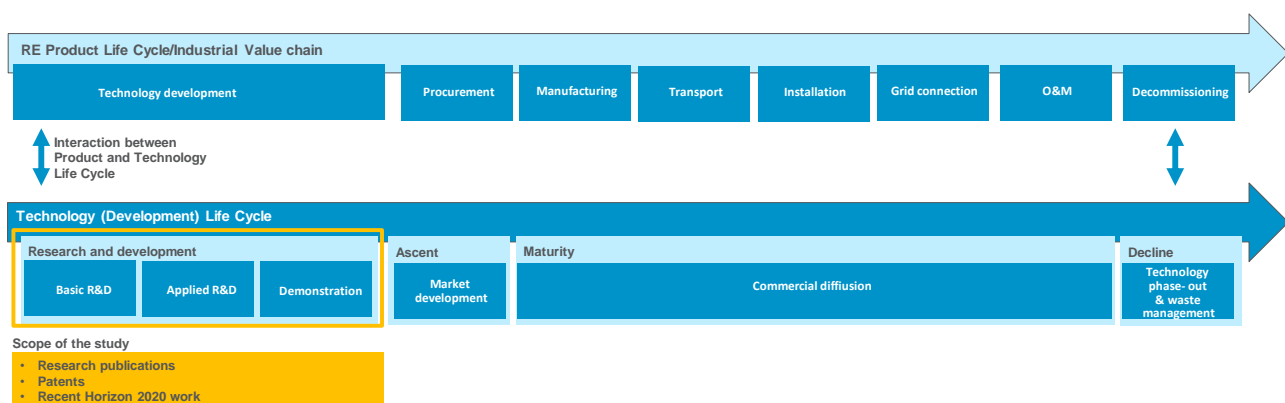 RE Product Life Cycle/Industrial Value chain
Technology development
Procurement
Manufacturing
Transport
Installation
Grid connection
O&M
Decommissioning
Interaction between
Product and Technology
Life Cycle
Technology (Development) Life Cycle
Research and development
Basic R&D
Applied R&D
Demonstration
Ascent
Market
development
Maturity
Commercial diffiusion
Decline
Technology
phase- out
& waste
management
Scope of the study
• Research publications
• Patents
• Recent Horizon 2020 work